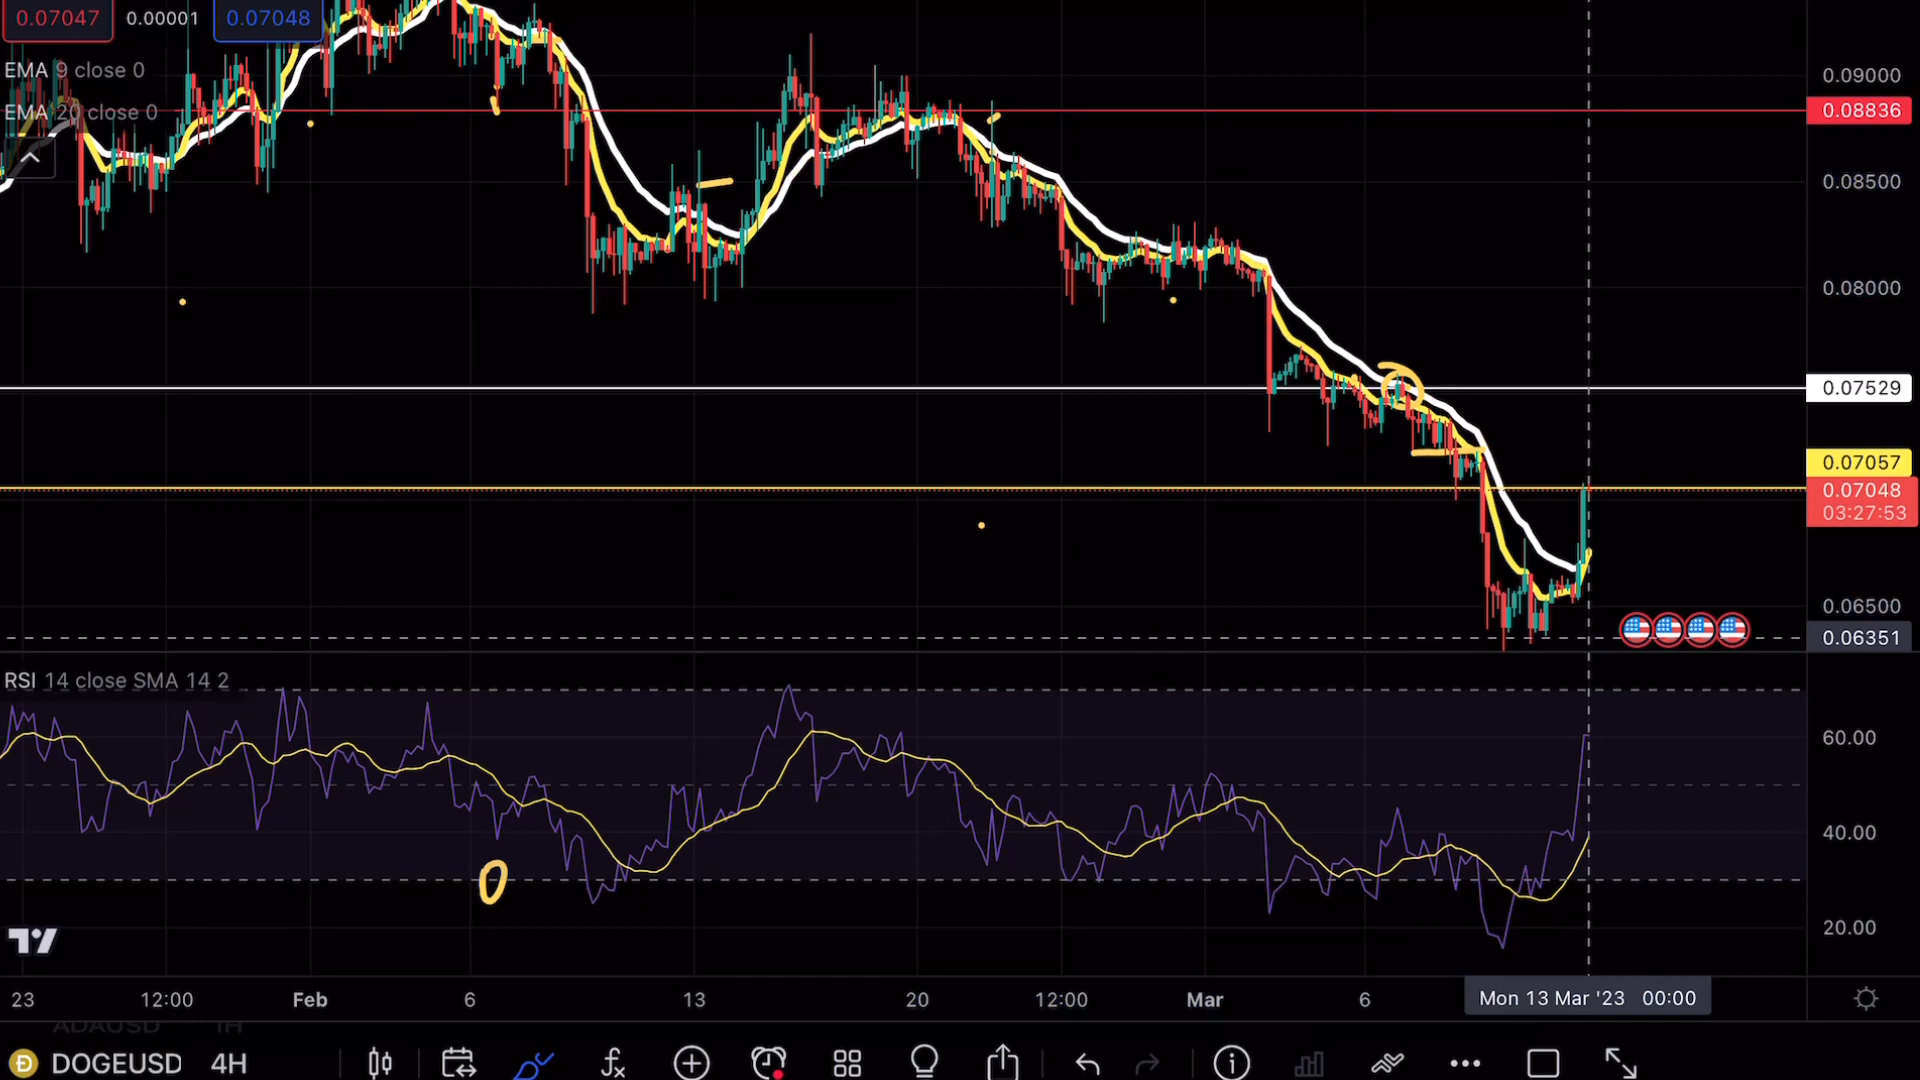 0.07047 0.00001 0.07048
EMA 9 close 0
EMA 20 close 0
0.09000
0.08836
0.08500
0.08000
0.07529
0.07057
0.07048
03:27:53
0.06500
0.06351
RSI 14 close SMA 14 2
60.00
40.00
20.00
23 12:00 Feb 6 13 20 12:00 Mar 6 Mon 13 Mar '23 00:00
ADAUSD 1H
DOGEUSD 4H